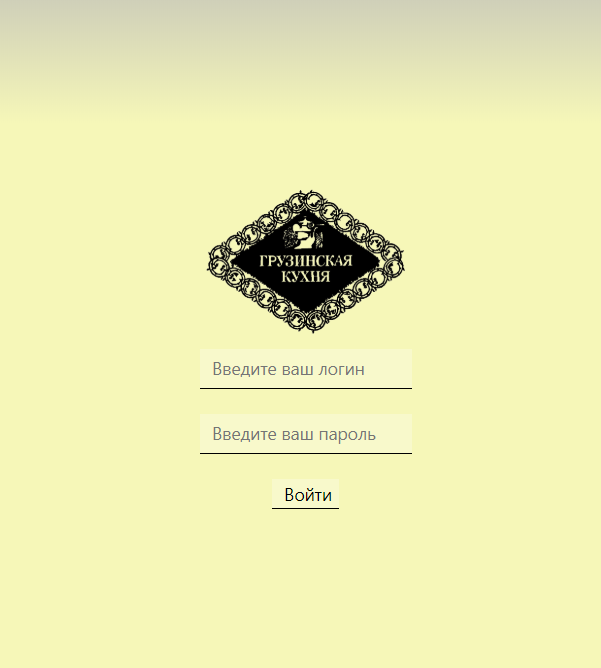 ГРУЗИНСКАЯ
КУХНЯ
Введите ваш логин
Введите ваш пароль
Войти